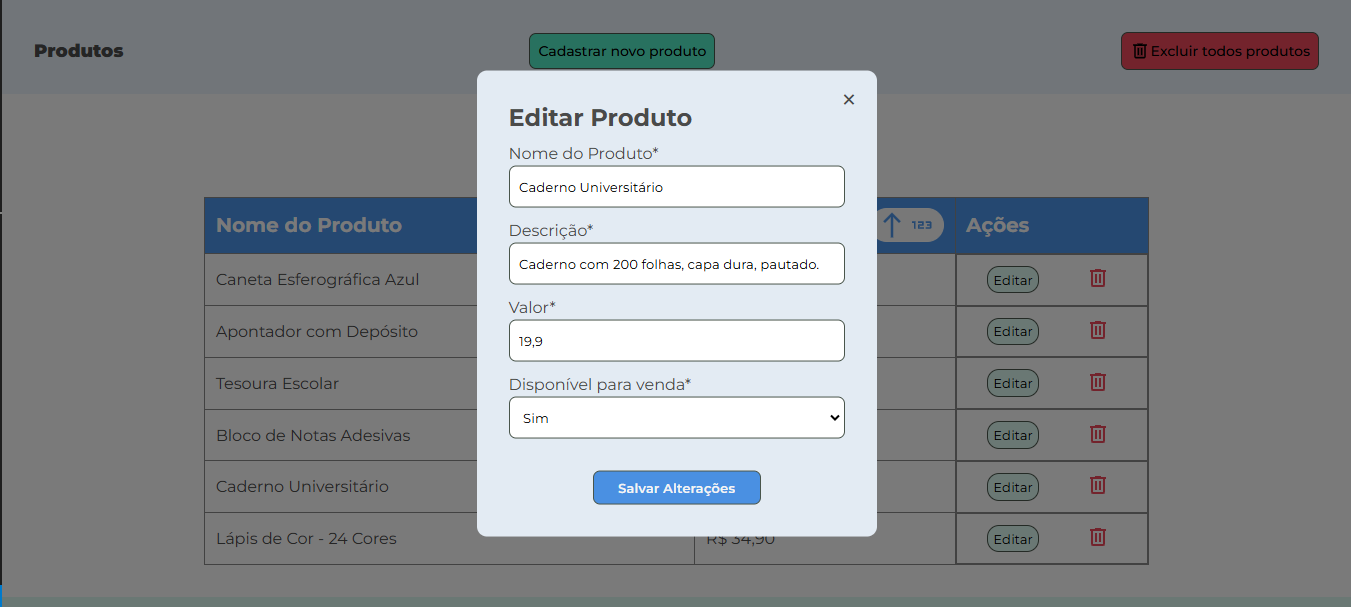 Produtos
Cadastrar novo produto
Excluir todos produtos
Editar Produto
Nome do Produto*
Caderno Universitário
Descrição*
Caderno com 200 folhas, capa dura, pautado.
Valor*
19,9
Disponível para venda*
Sim
Salvar Alterações
Nome do Produto
123
Ações
Caneta Esferográfica Azul
Editar
Apontador com Depósito
Editar
Tesoura Escolar
Editar
Bloco de Notas Adesivas
Editar
Caderno Universitário
Editar
Lápis de Cor - 24 Cores
R$ 34,90
Editar